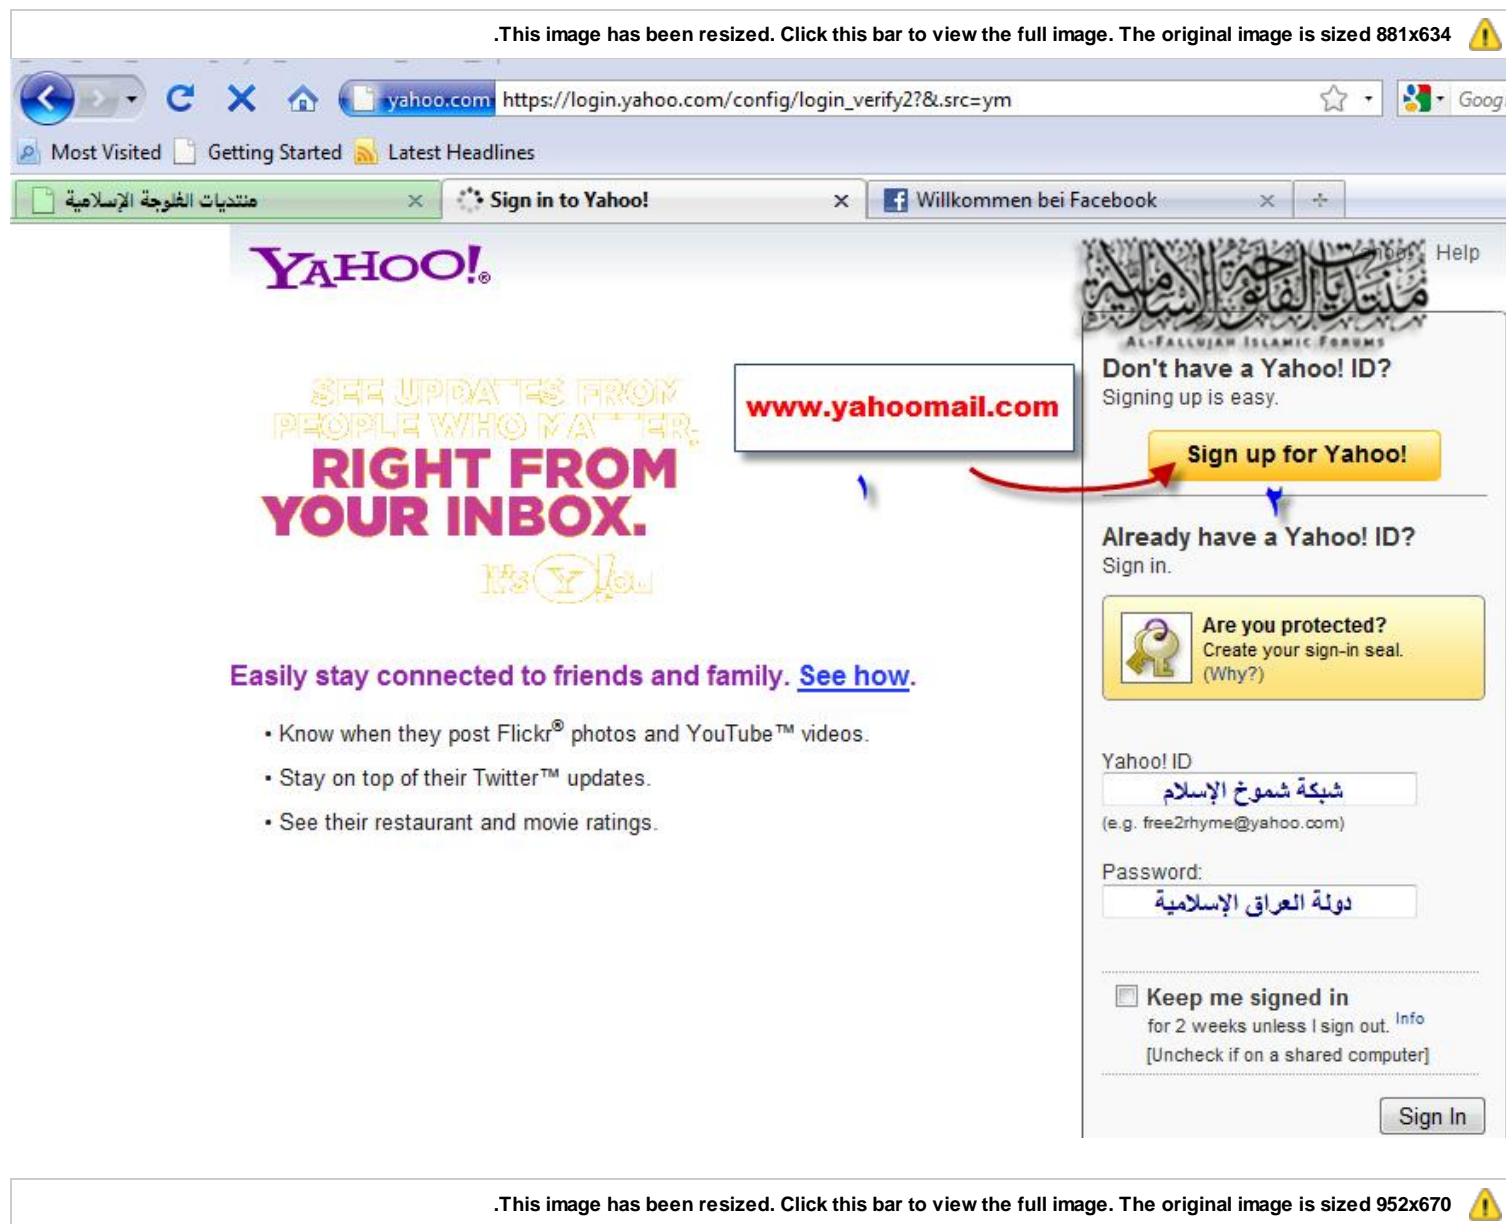 .This image has been resized. Click this bar to view the full image. The original image is sized 881x634
yahoo.com https://login.yahoo.com/config/login_verify2?&.src=ym
Goog
Most Visited Getting Started Latest Headlines
منتديات الفلوجة الإسلامية
Sign in to Yahoo!
Willkommen bei Facebook
YAHOO!®
Yahoo! Help
منتديات الفلوجة الإسلامية
AL-FALLUJAH ISLAMIC FORUMS
SEE UPDATES FROM
PEOPLE WHO MATTER,
RIGHT FROM
YOUR INBOX.
It's Y!ou
www.yahoomail.com
١
Don't have a Yahoo! ID?
Signing up is easy.
Sign up for Yahoo!
٢
Already have a Yahoo! ID?
Sign in.
Are you protected?
Create your sign-in seal.
(Why?)
Easily stay connected to friends and family. See how.
• Know when they post Flickr® photos and YouTube™ videos.
• Stay on top of their Twitter™ updates.
• See their restaurant and movie ratings.
Yahoo! ID
شبكة شموخ الإسلام
(e.g. free2rhyme@yahoo.com)
Password:
دولة العراق الإسلامية
Keep me signed in
for 2 weeks unless I sign out. Info
[Uncheck if on a shared computer]
Sign In
.This image has been resized. Click this bar to view the full image. The original image is sized 952x670